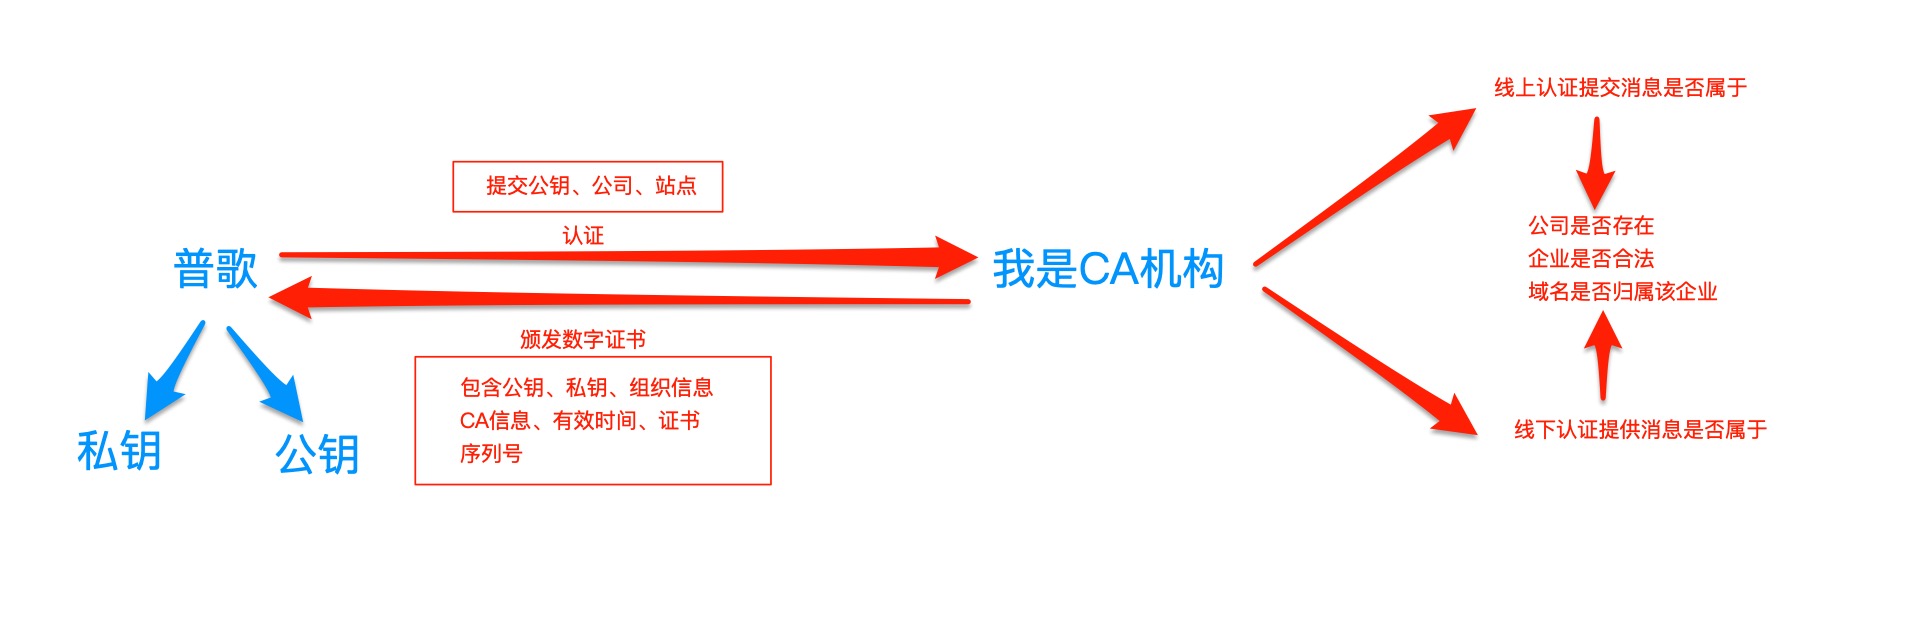 线上认证提交消息是否属于
提交公钥、公司、站点
认证
普歌
我是CA机构
公司是否存在
企业是否合法
域名是否归属该企业
颁发数字证书
包含公钥、私钥、组织信息
CA信息、有效时间、证书
序列号
线下认证提供消息是否属于
私钥
公钥